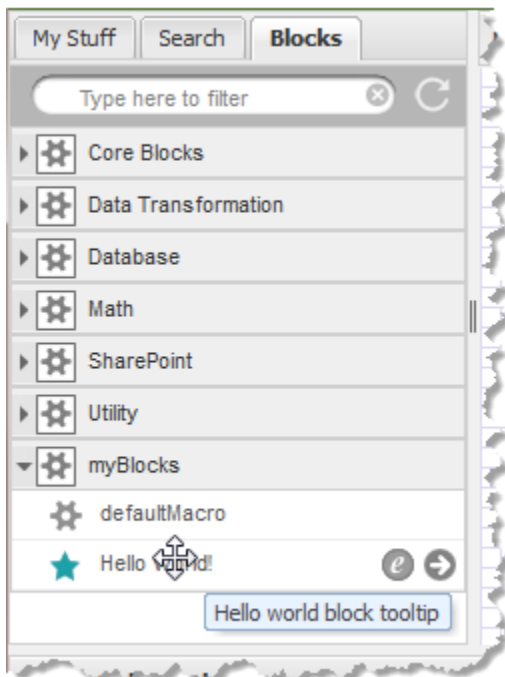 My Stuff Search Blocks
Type here to filter
Core Blocks
Data Transformation
Database
Math
SharePoint
Utility
myBlocks
defaultMacro
Hello World!
e
Hello world block tooltip